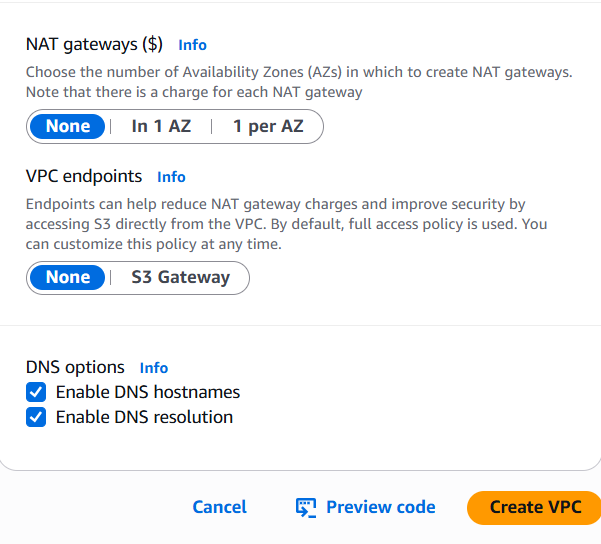 NAT gateways ($) Info
Choose the number of Availability Zones (AZs) in which to create NAT gateways.
Note that there is a charge for each NAT gateway
None In 1 AZ 1 per AZ
VPC endpoints Info
Endpoints can help reduce NAT gateway charges and improve security by
accessing S3 directly from the VPC. By default, full access policy is used. You
can customize this policy at any time.
None S3 Gateway
DNS options Info
Enable DNS hostnames
Enable DNS resolution
Cancel Preview code Create VPC